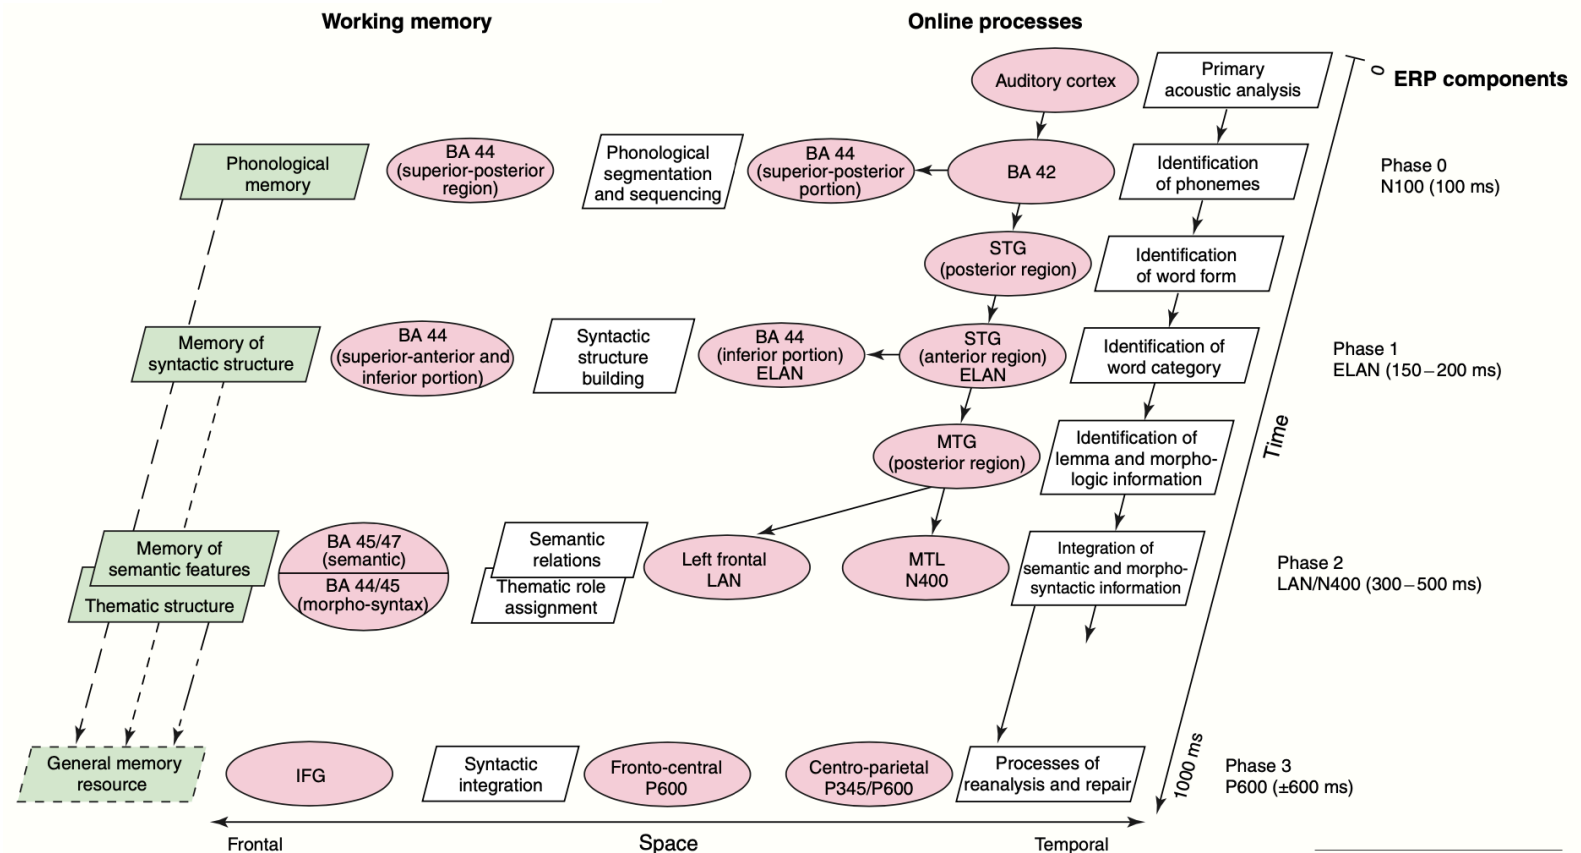 Working memory
Online processes
ERP components
Auditory cortex
Primary
acoustic analysis
0
Phonological
memory
BA 44
(superior-posterior
region)
Phonological
segmentation
and sequencing
BA 44
(superior-posterior
portion)
BA 42
Identification
of phonemes
Phase 0
N100 (100 ms)
STG
(posterior region)
Identification
of word form
Memory of
syntactic structure
BA 44
(superior-anterior and
inferior portion)
Syntactic
structure
building
BA 44
(inferior portion)
ELAN
STG
(anterior region)
ELAN
Identification of
word category
Phase 1
ELAN (150–200 ms)
MTG
(posterior region)
Identification of
lemma and morpho-
logic information
Time
Memory of
semantic features
Thematic structure
BA 45/47
(semantic)
BA 44/45
(morpho-syntax)
Semantic
relations
Thematic role
assignment
Left frontal
LAN
MTL
N400
Integration of
semantic and morpho-
syntactic information
Phase 2
LAN/N400 (300–500 ms)
General memory
resource
IFG
Syntactic
integration
Fronto-central
P600
Centro-parietal
P345/P600
Processes of
reanalysis and repair
1000 ms
Phase 3
P600 (±600 ms)
Frontal
Space
Temporal